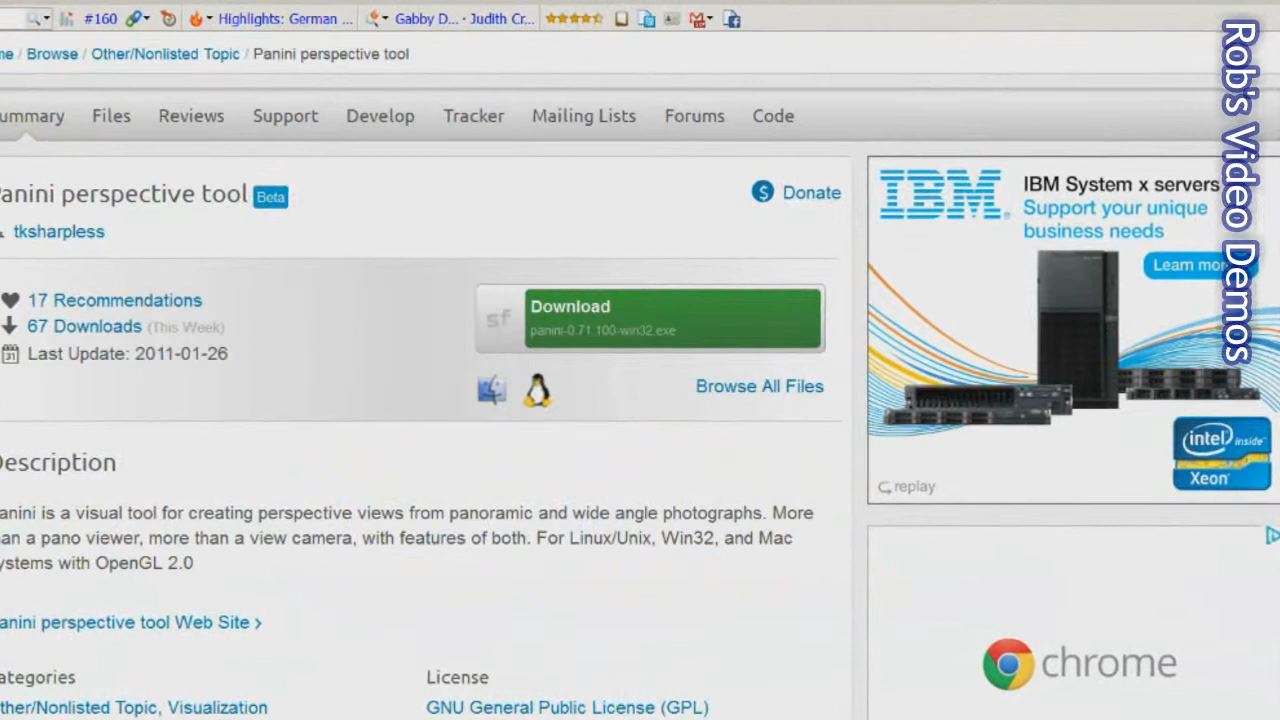 #160
Highlights: German ...
Gabby D... · Judith Cr...
me / Browse / Other/Nonlisted Topic / Panini perspective tool
ummary Files Reviews Support Develop Tracker Mailing Lists Forums Code
anini perspective tool Beta
Donate
tksharpless
17 Recommendations
67 Downloads (This Week)
Last Update: 2011-01-26
sf
Download
panini-0.71.100-win32.exe
Browse All Files
escription
anini is a visual tool for creating perspective views from panoramic and wide angle photographs. More
an a pano viewer, more than a view camera, with features of both. For Linux/Unix, Win32, and Mac
ystems with OpenGL 2.0
anini perspective tool Web Site ›
ategories
ther/Nonlisted Topic, Visualization
License
GNU General Public License (GPL)
IBM
IBM System x servers
Support your unique
business needs
Learn more
intel inside
Xeon
replay
chrome
Rob's Video Demos